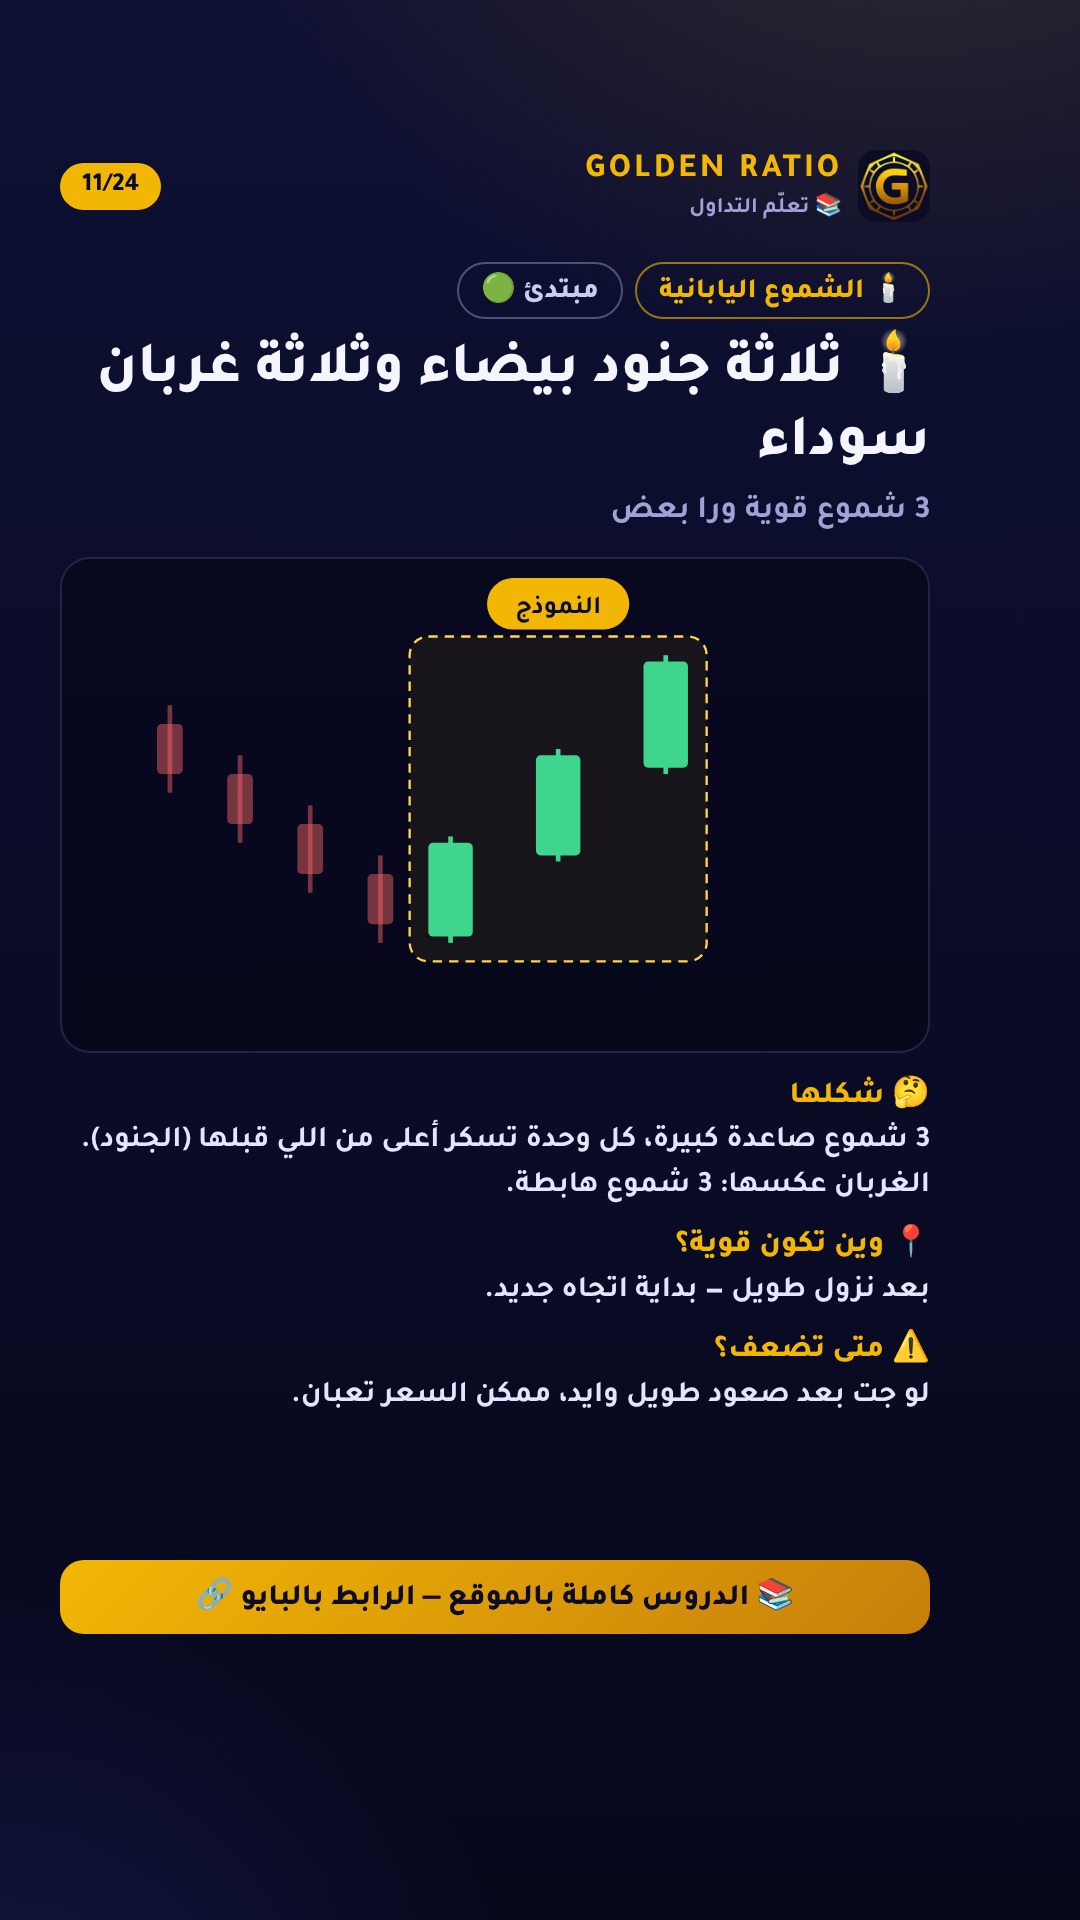 GOLDEN RATIO
📚 تعلّم التداول
11/24
🕯️ الشموع اليابانية
مبتدئ 🟢
🕯️ ثلاثة جنود بيضاء وثلاثة غربان
سوداء
3 شموع قوية ورا بعض
النموذج
🤔 شكلها
3 شموع صاعدة كبيرة، كل وحدة تسكر أعلى من اللي قبلها (الجنود).
الغربان عكسها: 3 شموع هابطة.
📍 وين تكون قوية؟
بعد نزول طويل — بداية اتجاه جديد.
⚠️ متى تضعف؟
لو جت بعد صعود طويل وايد، ممكن السعر تعبان.
📚 الدروس كاملة بالموقع — الرابط بالبايو 🔗